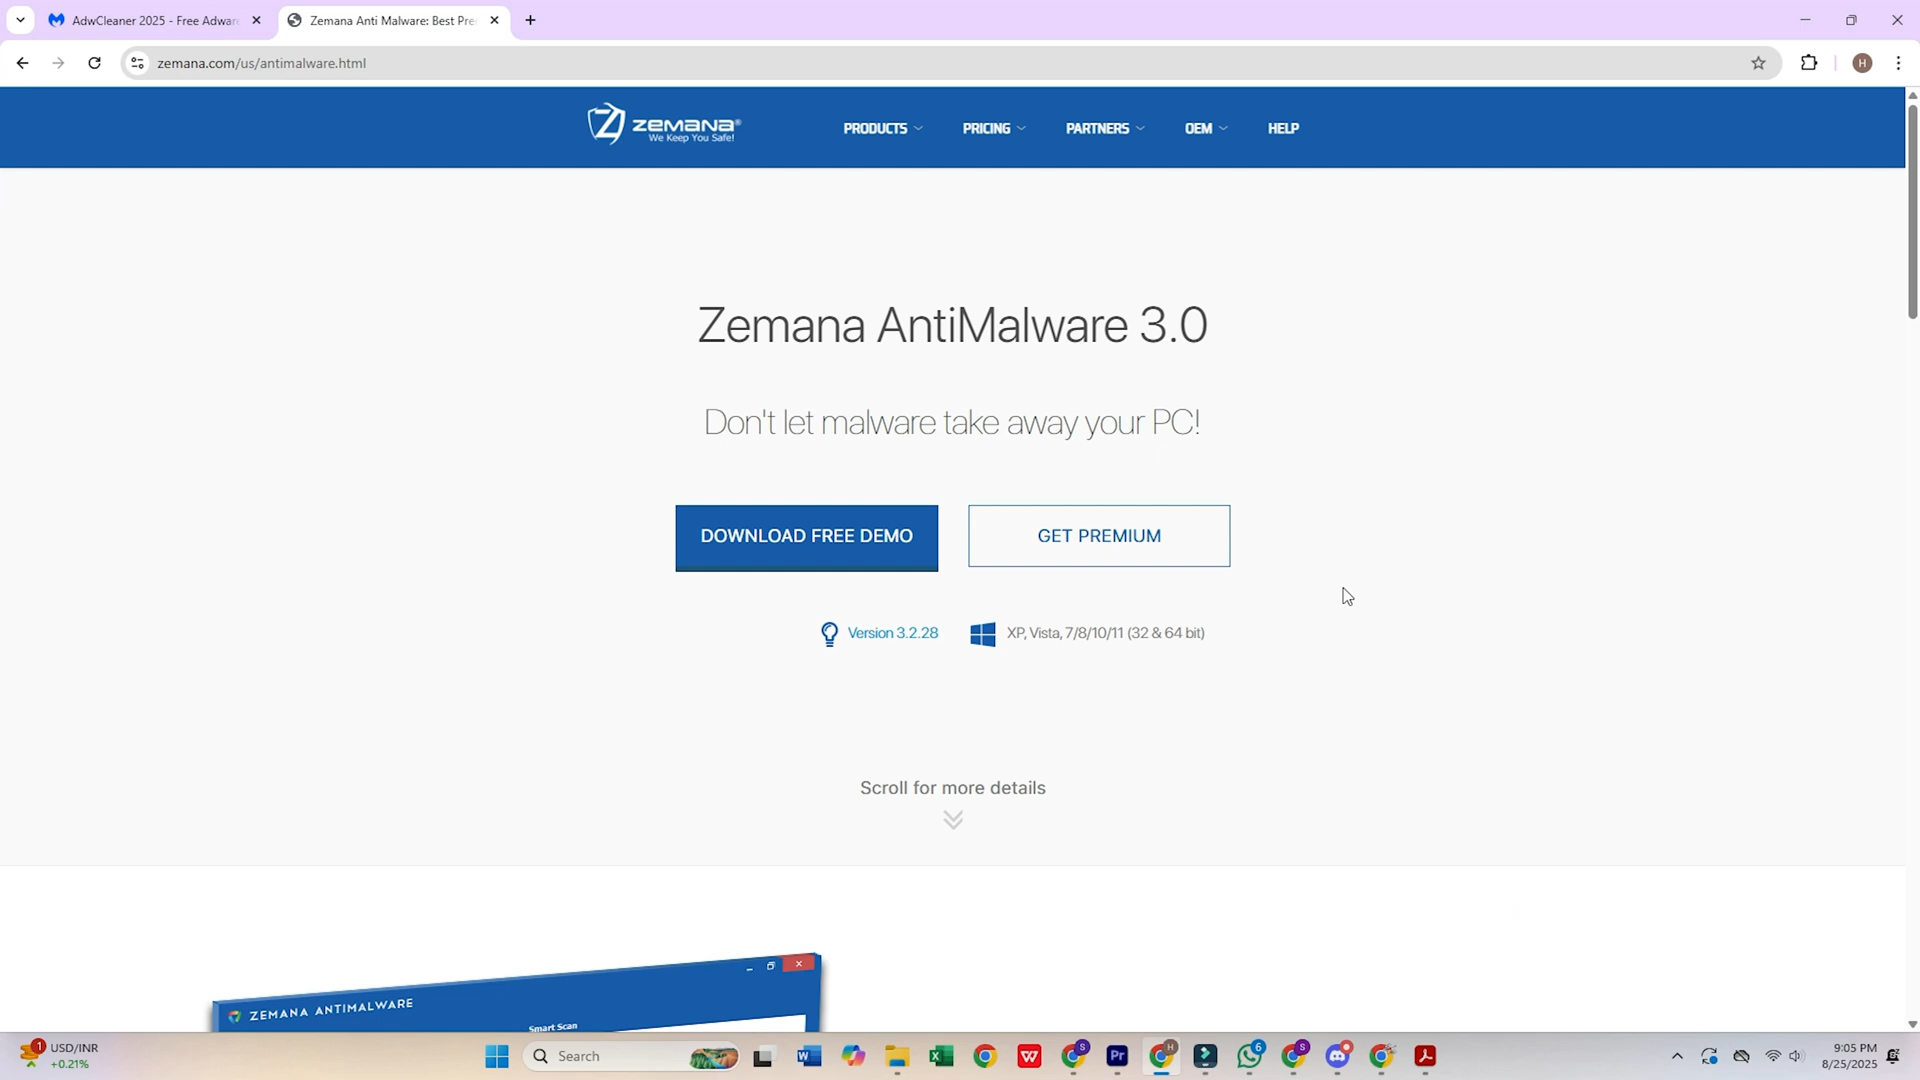 AdwCleaner 2025 - Free Adwar
Zemana Anti Malware: Best Pre
zemana.com/us/antimalware.html
H
ZEMANA®
We Keep You Safe!
PRODUCTS
PRICING
PARTNERS
OEM
HELP
Zemana AntiMalware 3.0
Don't let malware take away your PC!
DOWNLOAD FREE DEMO
GET PREMIUM
Version 3.2.28
XP, Vista, 7/8/10/11 (32 & 64 bit)
Scroll for more details
ZEMANA ANTIMALWARE
Smart Scan
1
USD/INR
+0.21%
Search
S
Pr
H
6
S
9:05 PM
8/25/2025